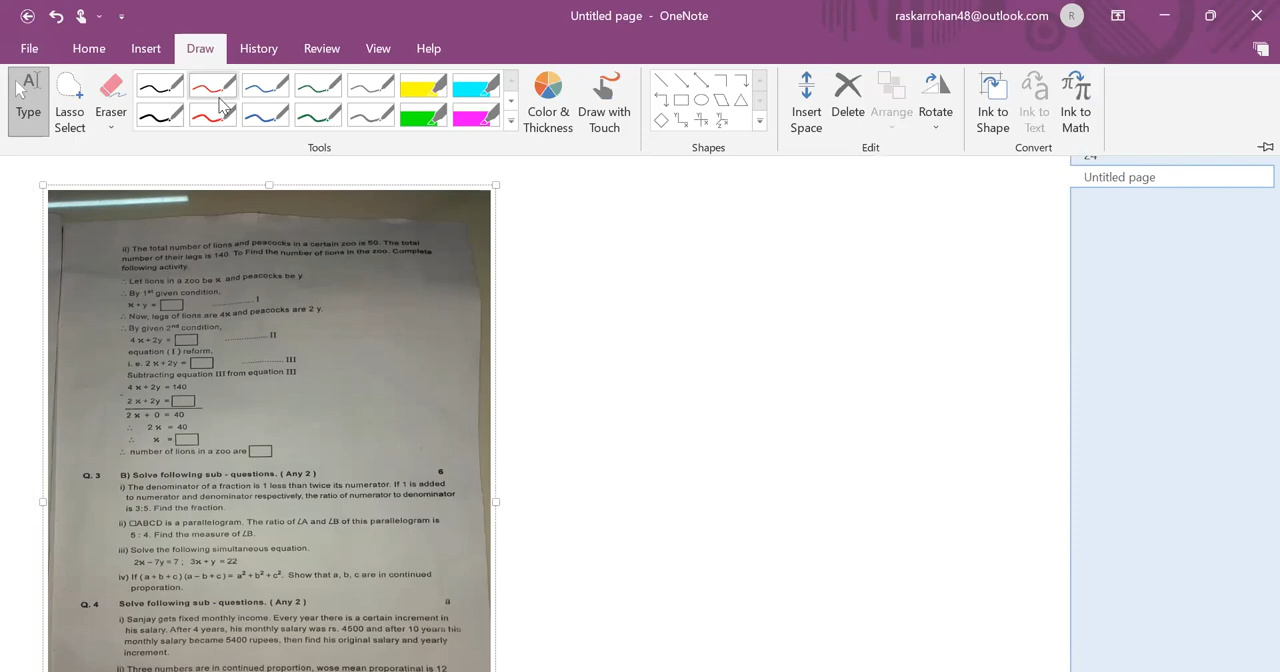 Untitled page - OneNote
raskarrohan48@outlook.com R
File Home Insert Draw History Review View Help
Type
Lasso Select
Eraser
Color & Thickness
Draw with Touch
Insert Space
Delete
Arrange
Rotate
Ink to Shape
Ink to Text
Ink to Math
Tools
Shapes
Edit
Convert
24
Untitled page
ii) The total number of lions and peacocks in a certain zoo is 50. The total
number of their legs is 140. To Find the number of lions in the zoo. Complete
following activity.
∴ Let lions in a zoo be x and peacocks be y
∴ By 1st given condition,
x + y = □ ............... I
∴ Now, legs of lions are 4x and peacocks are 2 y.
∴ By given 2nd condition,
4 x + 2y = □ ............... II
equation ( I ) reform,
i. e. 2 x + 2y = □ ............... III
Subtracting equation III from equation III
4 x + 2y = 140
- 2 x + 2y = □
2 x + 0 = 40
∴ 2 x = 40
∴ x = □
∴ number of lions in a zoo are □
Q. 3 B) Solve following sub - questions. ( Any 2 ) 6
i) The denominator of a fraction is 1 less than twice its numerator. If 1 is added
to numerator and denominator respectively, the ratio of numerator to denominator
is 3:5. Find the fraction.
ii) □ABCD is a parallelogram. The ratio of ∠A and ∠B of this parallelogram is
5 : 4. Find the measure of ∠B.
iii) Solve the following simultaneous equation.
2x – 7y = 7 ; 3x + y = 22
iv) If ( a + b + c ) ( a – b + c ) = a² + b² + c². Show that a, b, c are in continued
proporation.
Q. 4 Solve following sub - questions. ( Any 2 ) 8
i) Sanjay gets fixed monthly income. Every year there is a certain increment in
his salary. After 4 years, his monthly salary was rs. 4500 and after 10 years his
monthly salary became 5400 rupees, then find his original salary and yearly
increment.
ii) Three numbers are in continued proportion, wose mean proporatinal is 12